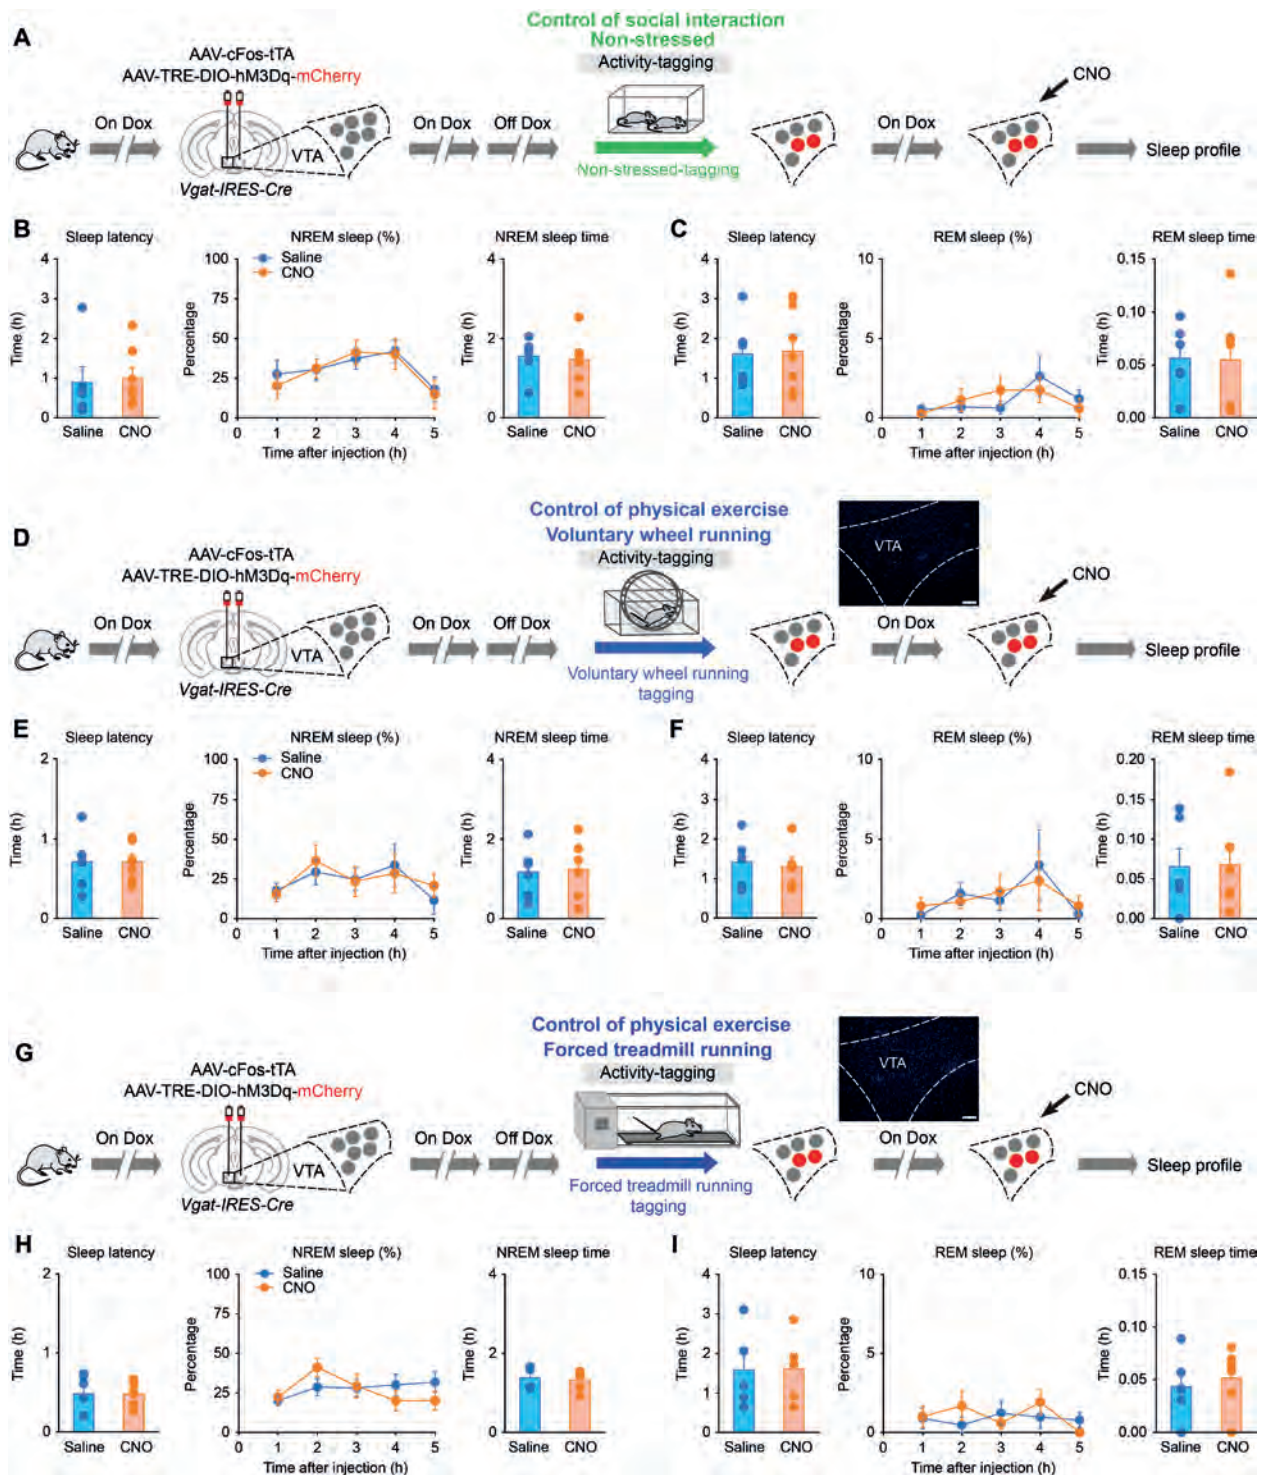 A
Control of social interaction
Non-stressed
Activity-tagging
AAV-cFos-tTA
AAV-TRE-DIO-hM3Dq-mCherry
CNO
On Dox
VTA
On Dox
Off Dox
On Dox
Sleep profile
Non-stressed-tagging
Vgat-IRES-Cre
B
Sleep latency
NREM sleep (%)
NREM sleep time
Time (h)
4
3
2
1
0
Saline
CNO
Percentage
100
75
50
25
0
Saline
CNO
0 1 2 3 4 5
Time after injection (h)
Time (h)
4
2
0
Saline
CNO
C
Sleep latency
REM sleep (%)
REM sleep time
Time (h)
4
3
2
1
0
Saline
CNO
Percentage
10
5
0
0 1 2 3 4 5
Time after injection (h)
Time (h)
0.15
0.10
0.05
0.00
Saline
CNO
D
Control of physical exercise
Voluntary wheel running
Activity-tagging
AAV-cFos-tTA
AAV-TRE-DIO-hM3Dq-mCherry
VTA
CNO
On Dox
VTA
On Dox
Off Dox
On Dox
Sleep profile
Voluntary wheel running
tagging
Vgat-IRES-Cre
E
Sleep latency
NREM sleep (%)
NREM sleep time
Time (h)
2
1
0
Saline
CNO
Percentage
100
75
50
25
0
Saline
CNO
0 1 2 3 4 5
Time after injection (h)
Time (h)
4
2
0
Saline
CNO
F
Sleep latency
REM sleep (%)
REM sleep time
Time (h)
4
3
2
1
0
Saline
CNO
Percentage
10
5
0
0 1 2 3 4 5
Time after injection (h)
Time (h)
0.20
0.15
0.10
0.05
0.00
Saline
CNO
G
Control of physical exercise
Forced treadmill running
Activity-tagging
AAV-cFos-tTA
AAV-TRE-DIO-hM3Dq-mCherry
VTA
CNO
On Dox
VTA
On Dox
Off Dox
On Dox
Sleep profile
Forced treadmill running
tagging
Vgat-IRES-Cre
H
Sleep latency
NREM sleep (%)
NREM sleep time
Time (h)
2
1
0
Saline
CNO
Percentage
100
75
50
25
0
Saline
CNO
0 1 2 3 4 5
Time after injection (h)
Time (h)
4
2
0
Saline
CNO
I
Sleep latency
REM sleep (%)
REM sleep time
Time (h)
4
3
2
1
0
Saline
CNO
Percentage
10
5
0
0 1 2 3 4 5
Time after injection (h)
Time (h)
0.15
0.10
0.05
0.00
Saline
CNO